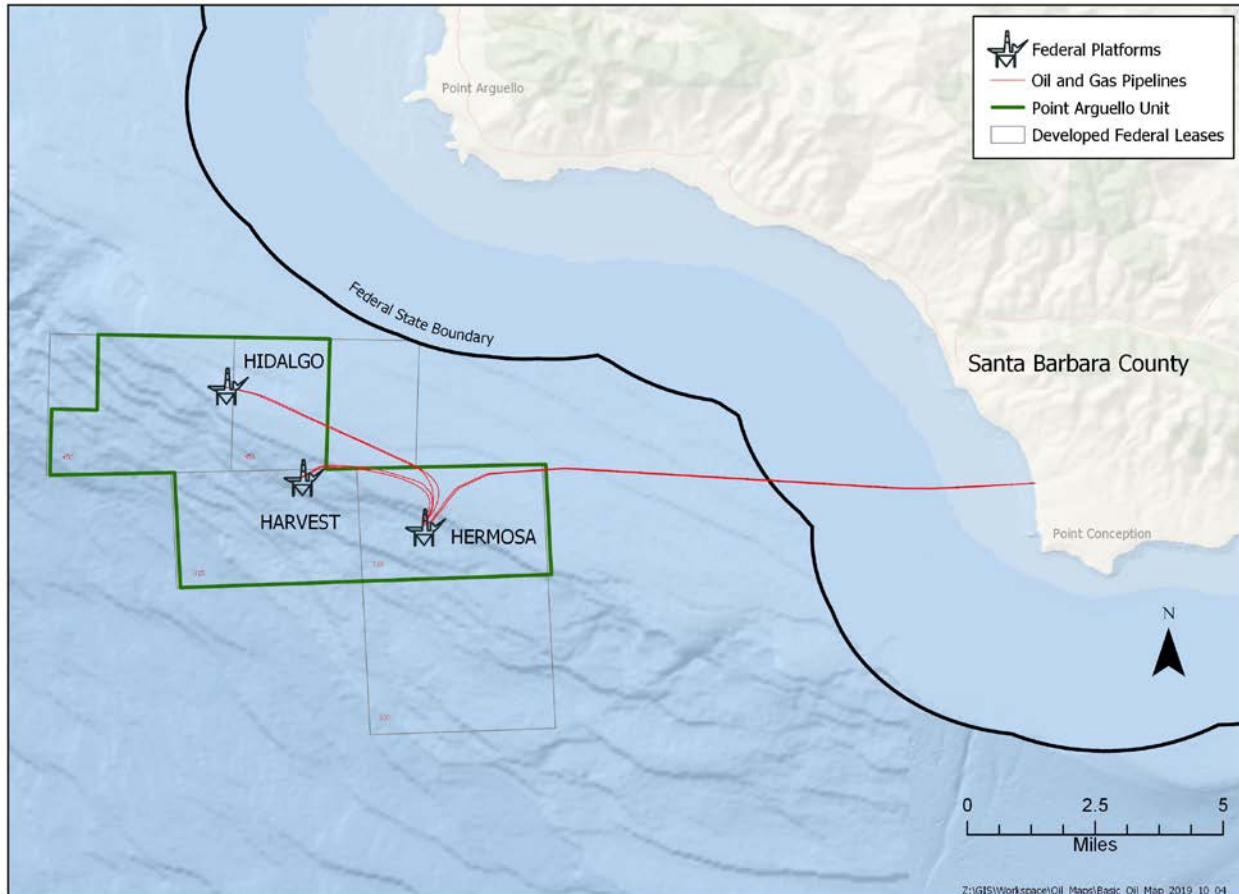 Federal Platforms
Oil and Gas Pipelines
Point Arguello Unit
Developed Federal Leases
Point Arguello
Federal State Boundary
Santa Barbara County
HIDALGO
HARVEST
HERMOSA
Point Conception
N
0 2.5 5
Miles
Z:\GIS\Workspace\Oil_Maps\Basic_Oil_Map_2019_10_04